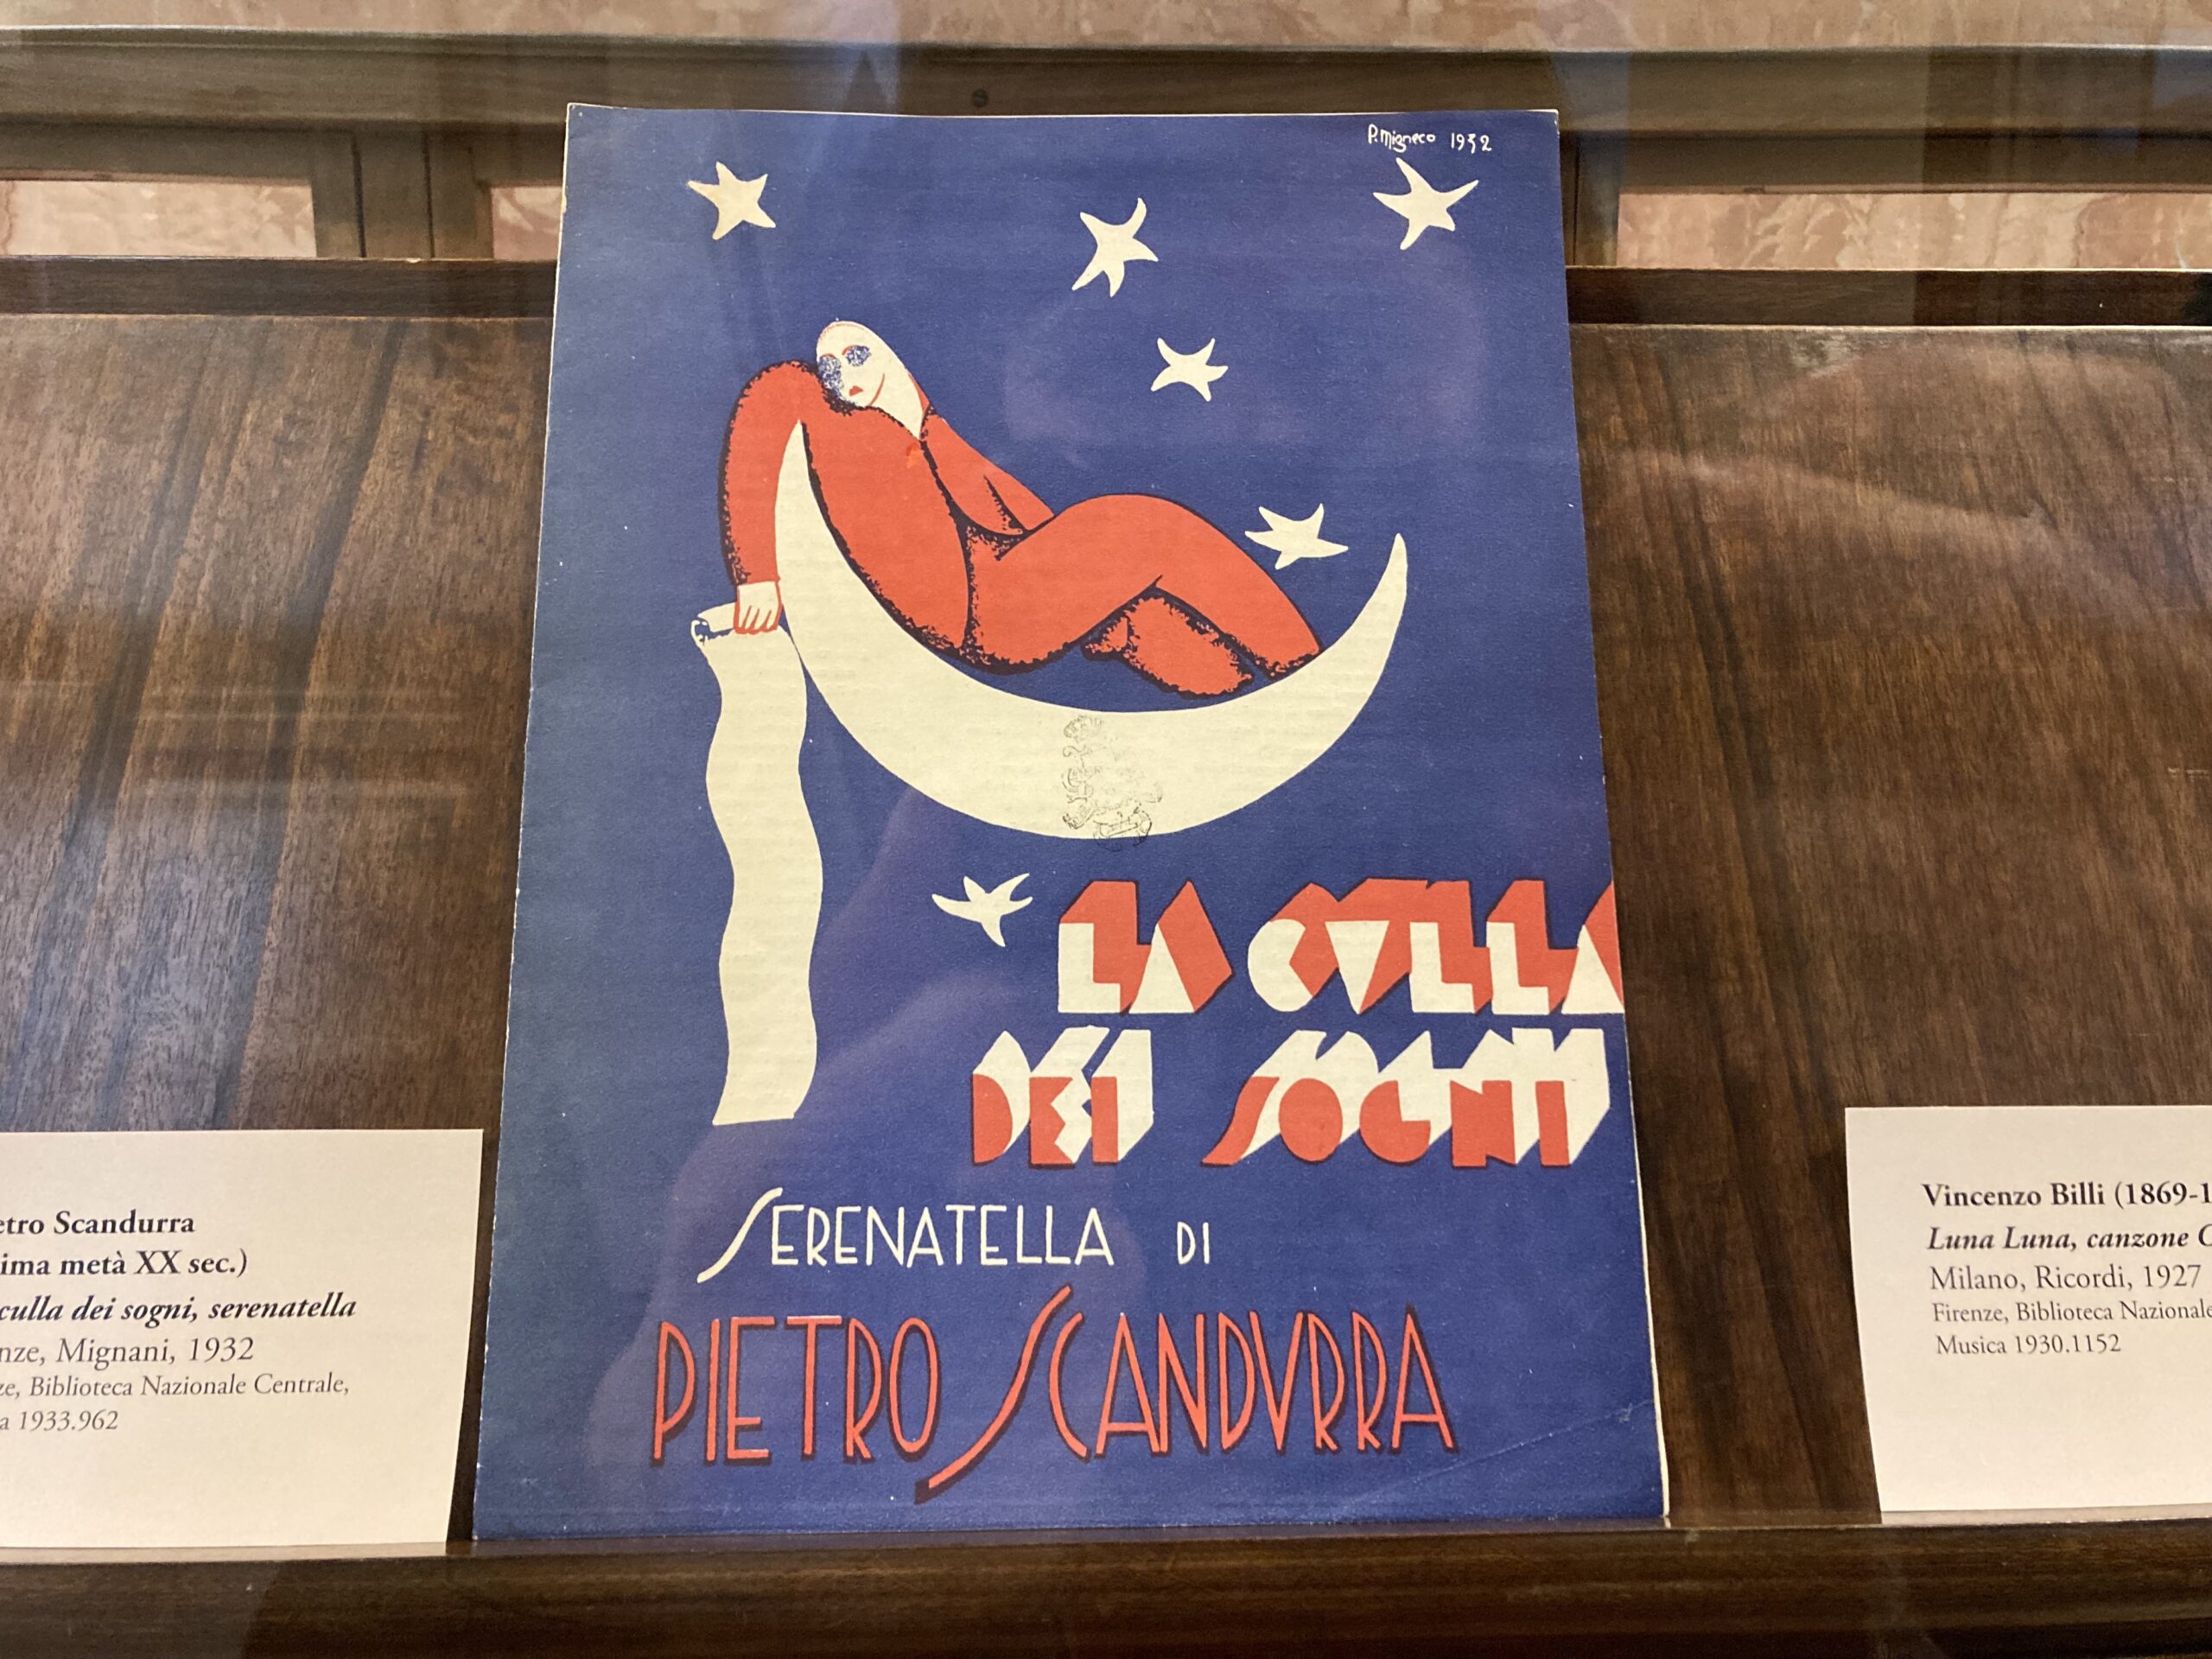 P. Migneco 1932
LA CVLLA
DEI SOGNI
SERENATELLA DI
PIETRO SCANDVRRA
etro Scandurra
ima metà XX sec.)
culla dei sogni, serenatella
nze, Mignani, 1932
ze, Biblioteca Nazionale Centrale,
a 1933.962
Vincenzo Billi (1869-1
Luna Luna, canzone C
Milano, Ricordi, 1927
Firenze, Biblioteca Nazionale
Musica 1930.1152